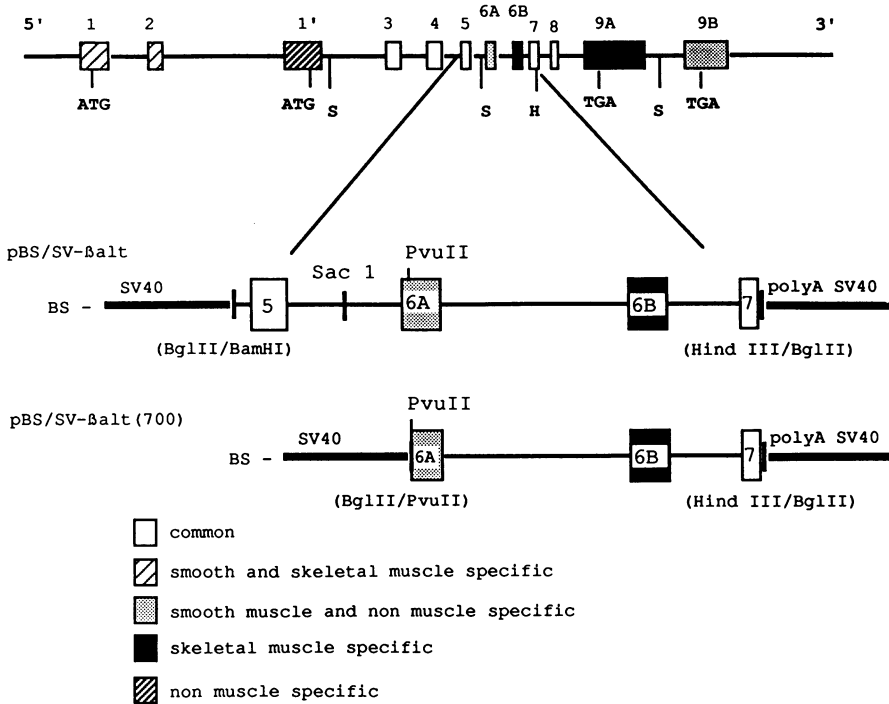 5' 1 2 1' 3 4 5 6A 6B 7 8 9A 9B 3'
ATG ATG S S H TGA S TGA
pBS/SV-ßalt
PvuII
Sac 1
BS - SV40 5 6A 6B 7 polyA SV40
(BglII/BamHI) (Hind III/BglII)
pBS/SV-ßalt(700)
PvuII
BS - SV40 6A 6B 7 polyA SV40
(BglII/PvuII) (Hind III/BglII)
common
smooth and skeletal muscle specific
smooth muscle and non muscle specific
skeletal muscle specific
non muscle specific